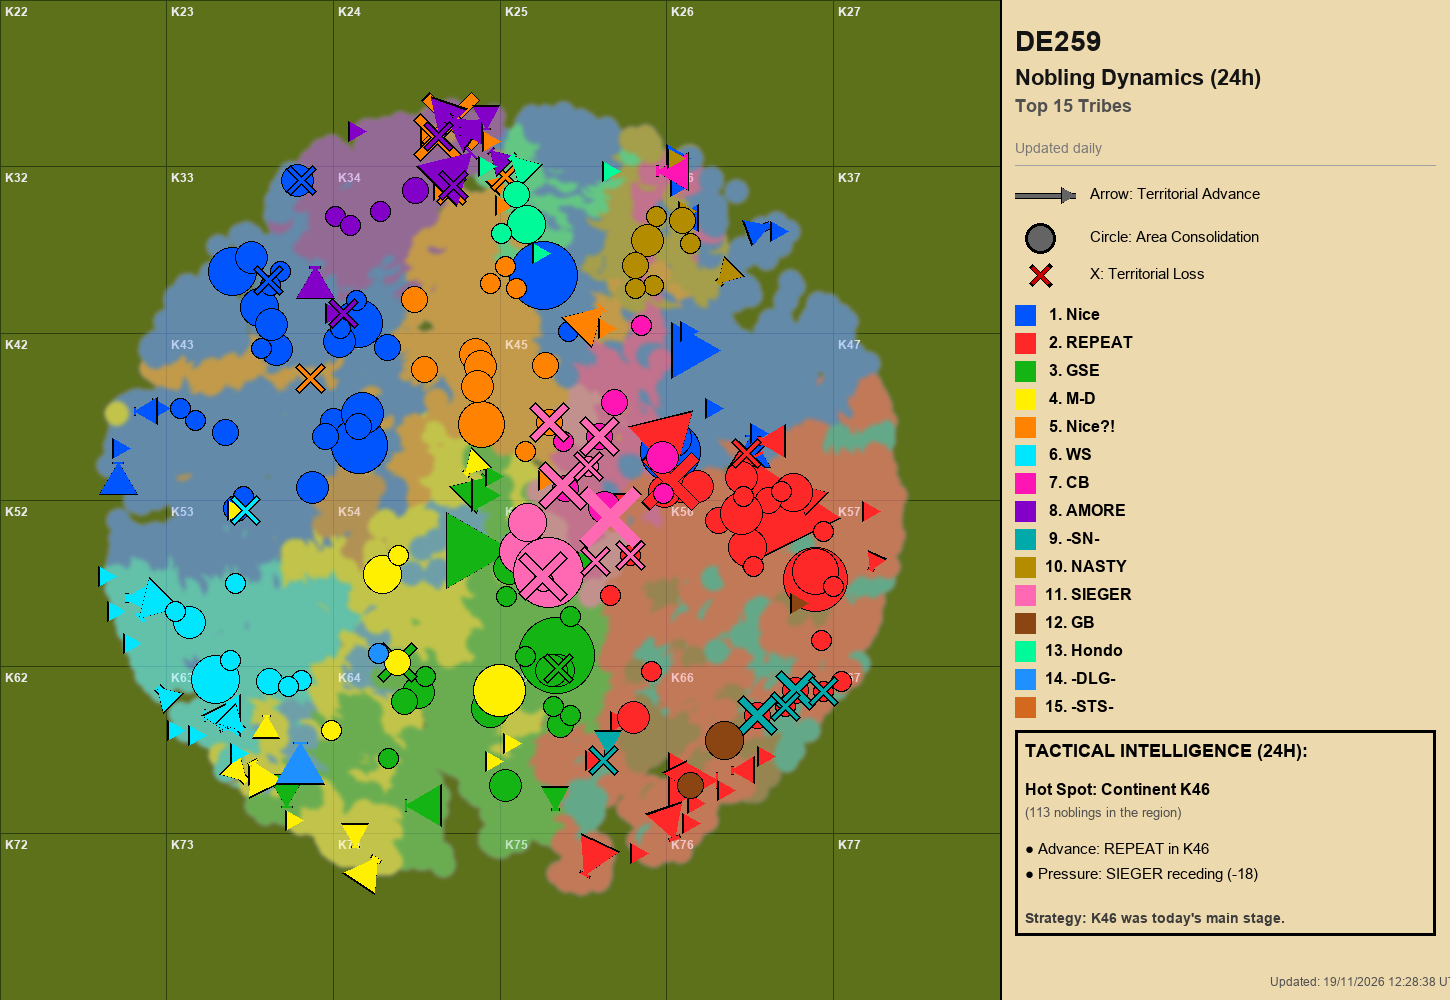 K22 K23 K24 K25 K26 K27
K32 K33 K34 K37
K42 K43 K45 K47
K52 K53 K54 K56 K57
K62 K64 K66
K72 K73 K75 K76 K77
DE259
Nobling Dynamics (24h)
Top 15 Tribes
Updated daily
Arrow: Territorial Advance
Circle: Area Consolidation
X: Territorial Loss
1. Nice
2. REPEAT
3. GSE
4. M-D
5. Nice?!
6. WS
7. CB
8. AMORE
9. -SN-
10. NASTY
11. SIEGER
12. GB
13. Hondo
14. -DLG-
15. -STS-
TACTICAL INTELLIGENCE (24H):
Hot Spot: Continent K46
(113 noblings in the region)
● Advance: REPEAT in K46
● Pressure: SIEGER receding (-18)
Strategy: K46 was today's main stage.
Updated: 19/11/2026 12:28:38